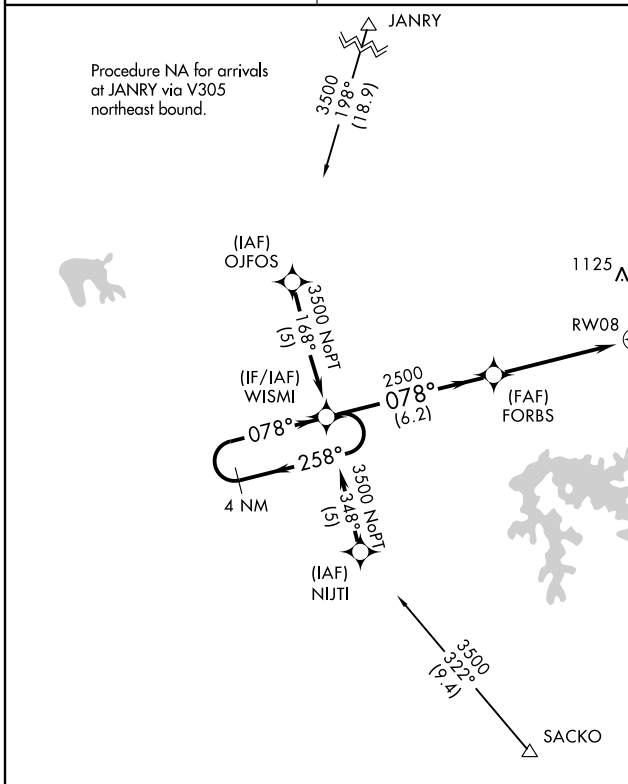 JANRY
Procedure NA for arrivals
at JANRY via V305
northeast bound.
3500
198°
(18.9)
(IAF)
OJFOS
1125
3500 NoPT
168°
(5)
RW08
(IF/IAF)
WISMI
2500
078°
(6.2)
(FAF)
FORBS
078°
258°
4 NM
3500 NoPT
348°
(5)
(IAF)
NIJTI
3500
322°
(9.4)
SACKO